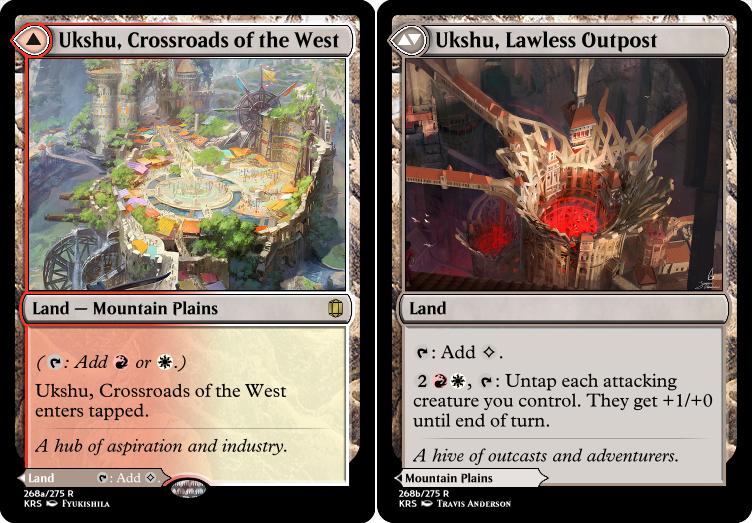 Ukshu, Crossroads of the West
Land — Mountain Plains
( : Add or .)
Ukshu, Crossroads of the West
enters tapped.
A hub of aspiration and industry.
Land : Add .
268a/275 R
KRS Fyukishila
Ukshu, Lawless Outpost
Land
: Add .
2 , : Untap each attacking
creature you control. They get +1/+0
until end of turn.
A hive of outcasts and adventurers.
Mountain Plains
268b/275 R
KRS Travis Anderson